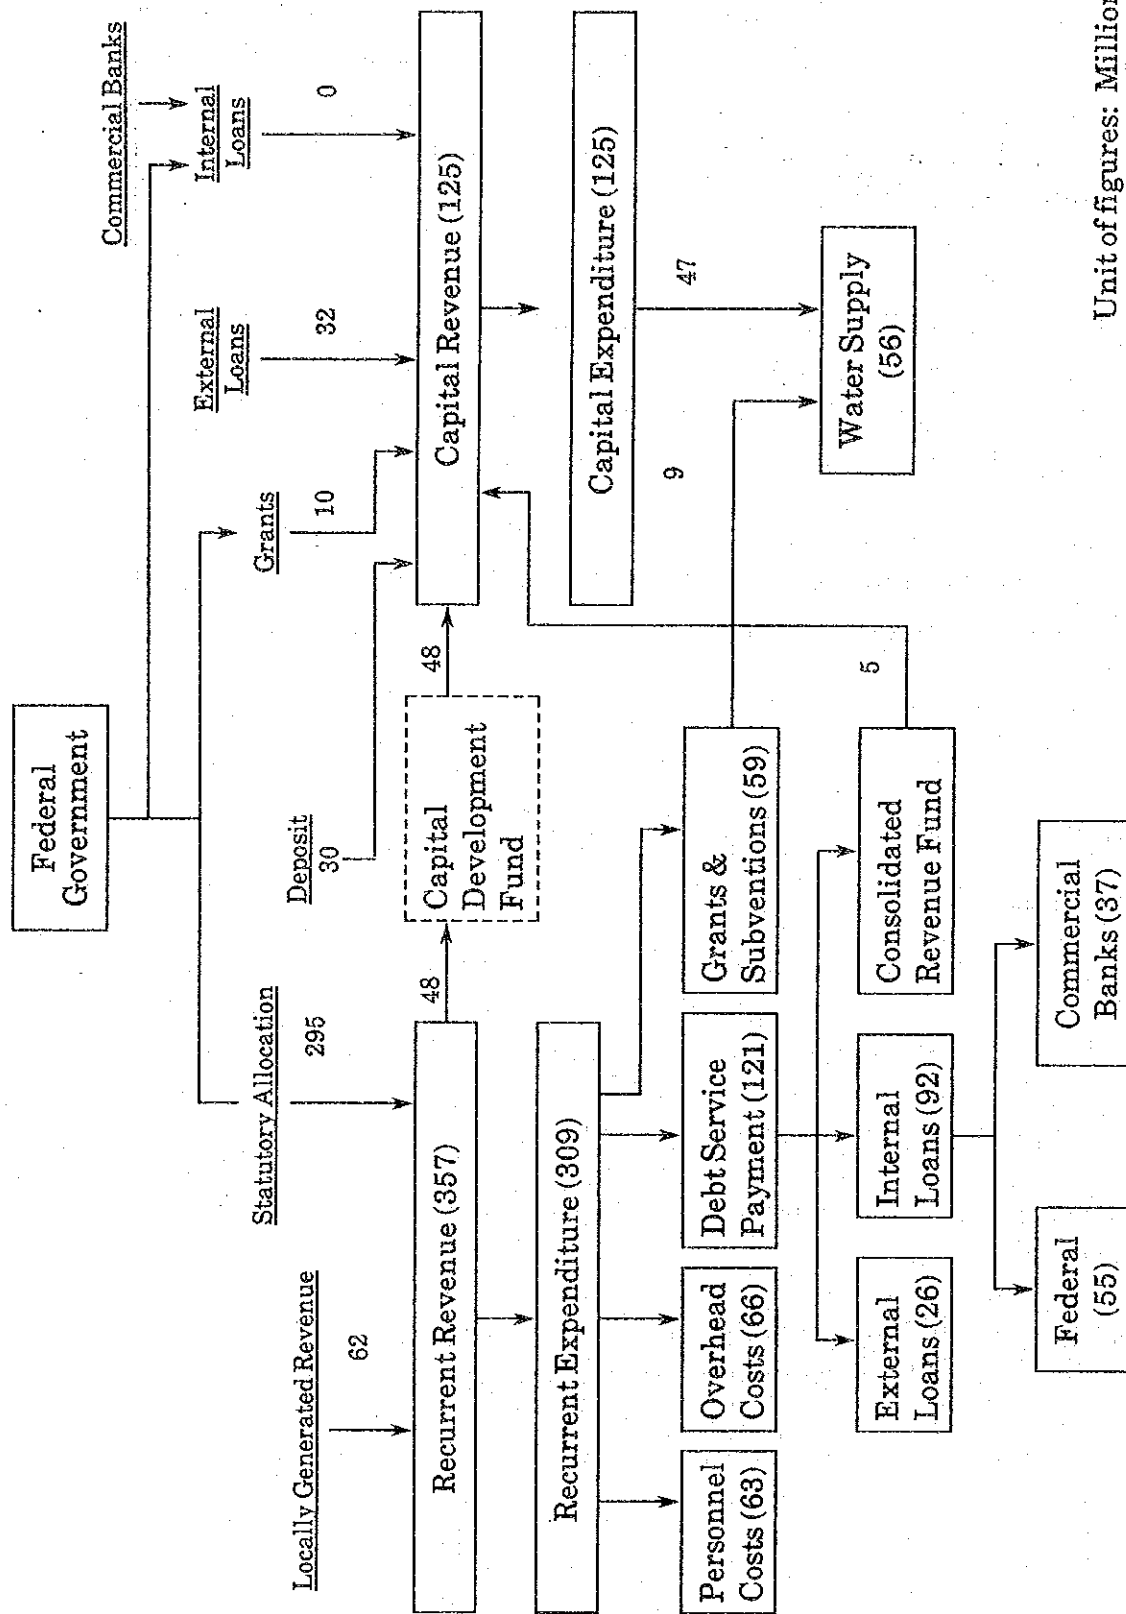 Federal
Government
Commercial Banks
Statutory Allocation
295
Grants
10
External
Loans
32
Internal
Loans
0
Locally Generated Revenue
62
Deposit
30
Recurrent Revenue (357)
48
Capital
Development
Fund
48
Capital Revenue (125)
Recurrent Expenditure (309)
Capital Expenditure (125)
9
47
Personnel
Costs (63)
Overhead
Costs (66)
Debt Service
Payment (121)
Grants &
Subventions (59)
Water Supply
(56)
External
Loans (26)
Internal
Loans (92)
Consolidated
Revenue Fund
5
Federal
(55)
Commercial
Banks (37)
Unit of figures: Million